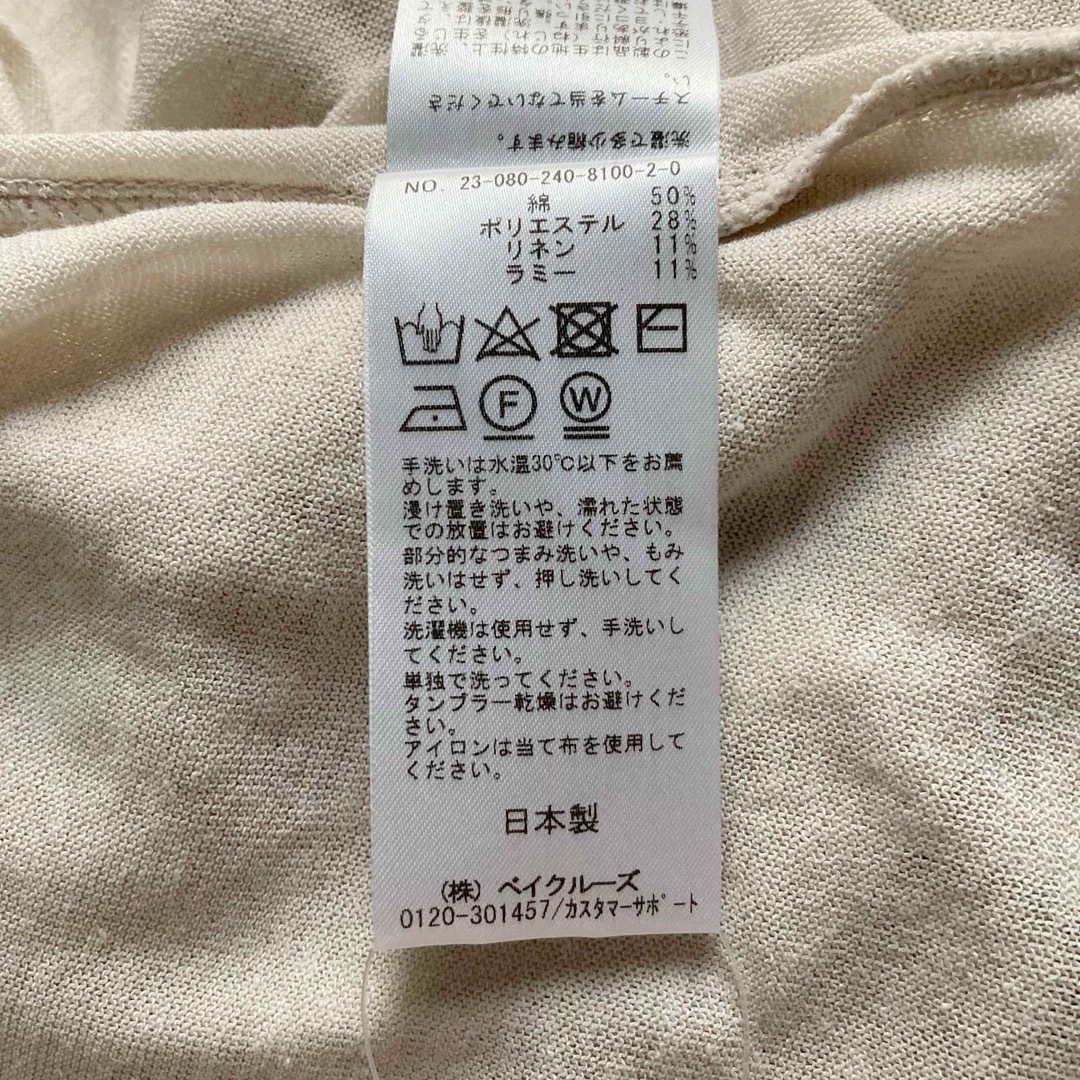 い。
スチームを当てないでくださ
洗濯で多少縮みます。
NO. 23-080-240-8100-2-0
綿 50%
ポリエステル 28%
リネン 11%
ラミー 11%
F W
手洗いは水温30℃以下をお薦
めします。
浸け置き洗いや、濡れた状態
での放置はお避けください。
部分的なつまみ洗いや、もみ
洗いはせず、押し洗いしてく
ださい。
洗濯機は使用せず、手洗いし
てください。
単独で洗ってください。
タンブラー乾燥はお避けくだ
さい。
アイロンは当て布を使用して
ください。
日本製
(株) ベイクルーズ
0120-301457/カスタマーサポート